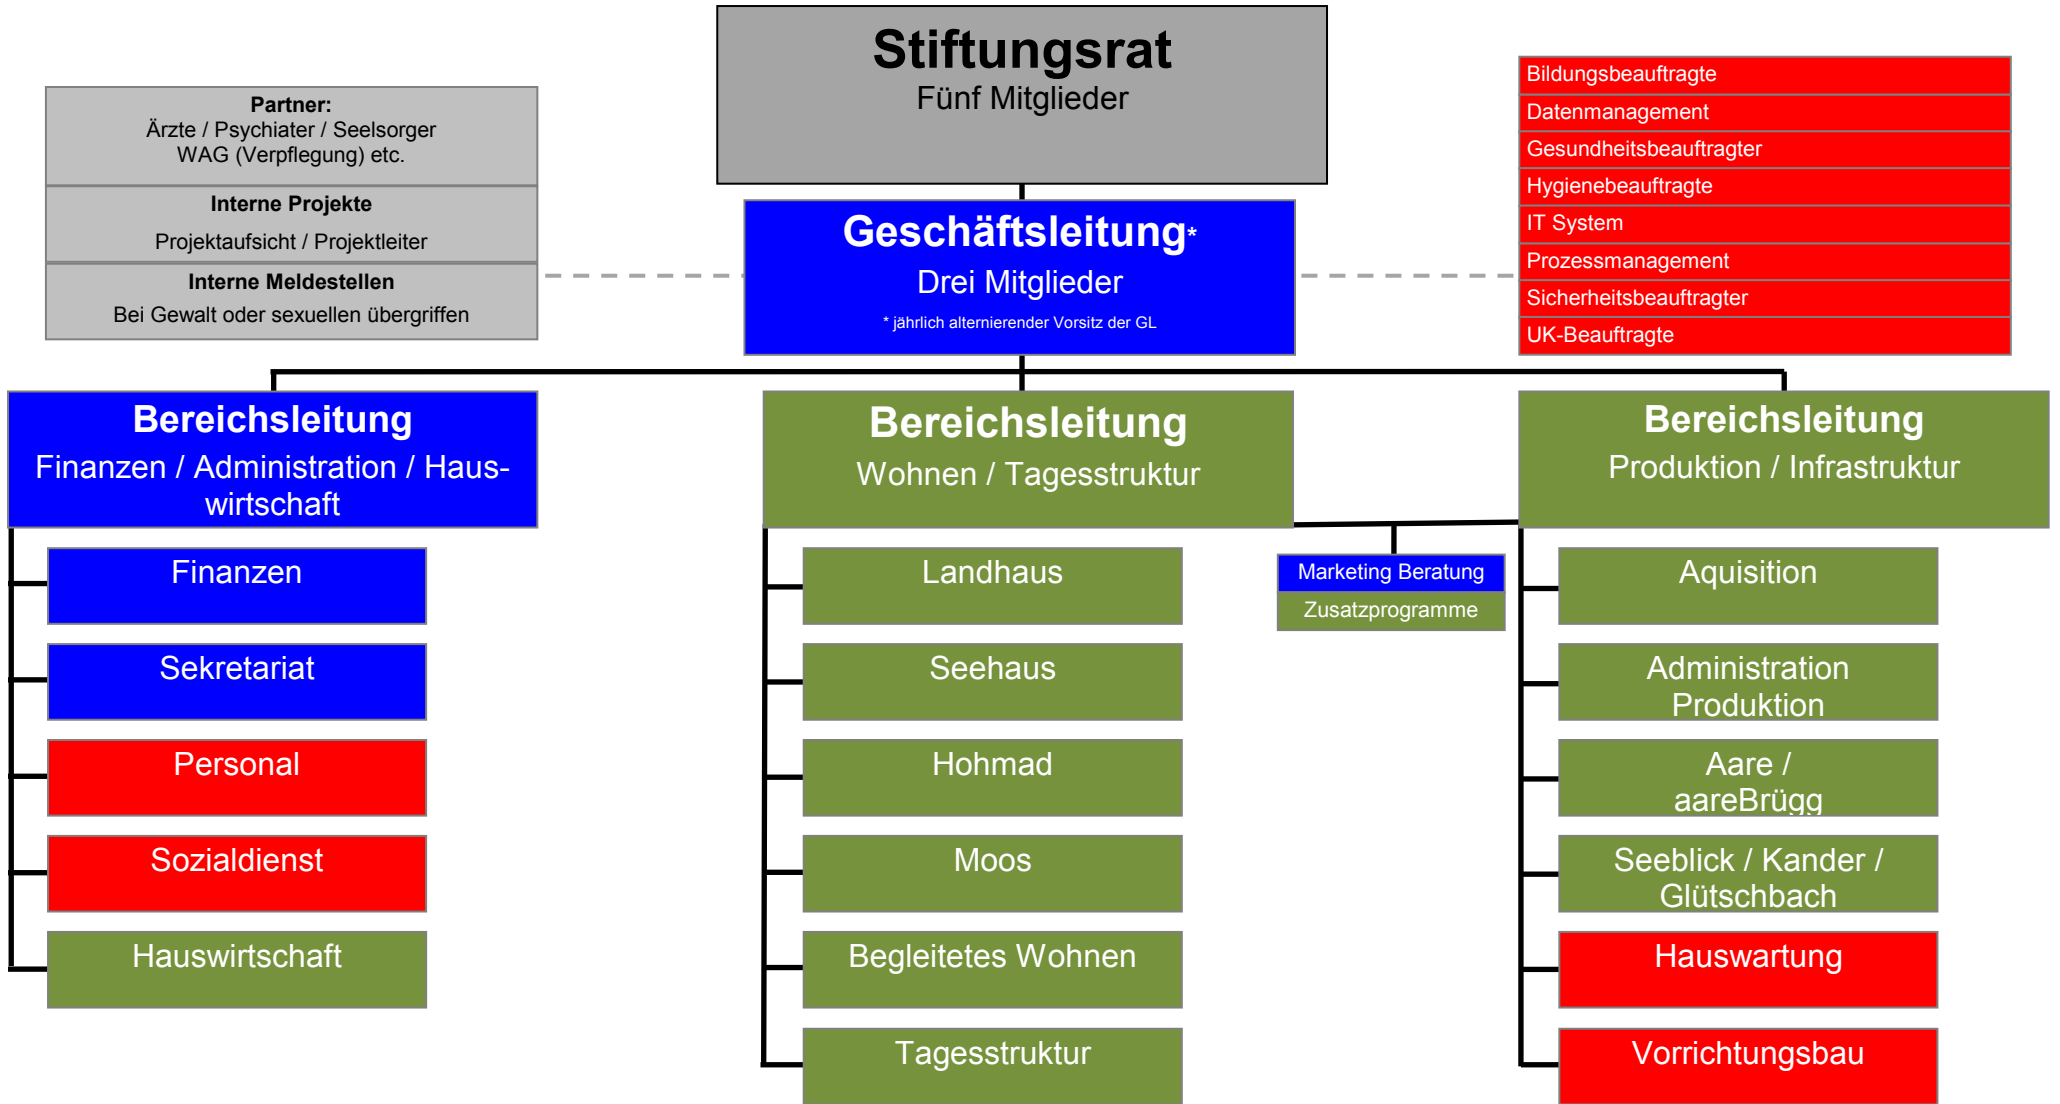 Stiftungsrat
Fünf Mitglieder
Partner:
Ärzte / Psychiater / Seelsorger
WAG (Verpflegung) etc.
Interne Projekte
Projektaufsicht / Projektleiter
Interne Meldestellen
Bei Gewalt oder sexuellen übergriffen
Geschäftsleitung*
Drei Mitglieder
* jährlich alternierender Vorsitz der GL
Bildungsbeauftragte
Datenmanagement
Gesundheitsbeauftragter
Hygienebeauftragte
IT System
Prozessmanagement
Sicherheitsbeauftragter
UK-Beauftragte
Bereichsleitung
Finanzen / Administration / Haus-
wirtschaft
Finanzen
Sekretariat
Personal
Sozialdienst
Hauswirtschaft
Bereichsleitung
Wohnen / Tagesstruktur
Landhaus
Seehaus
Hohmad
Moos
Begleitetes Wohnen
Tagesstruktur
Marketing Beratung
Zusatzprogramme
Bereichsleitung
Produktion / Infrastruktur
Aquisition
Administration
Produktion
Aare /
aareBrügg
Seeblick / Kander /
Glütschbach
Hauswartung
Vorrichtungsbau